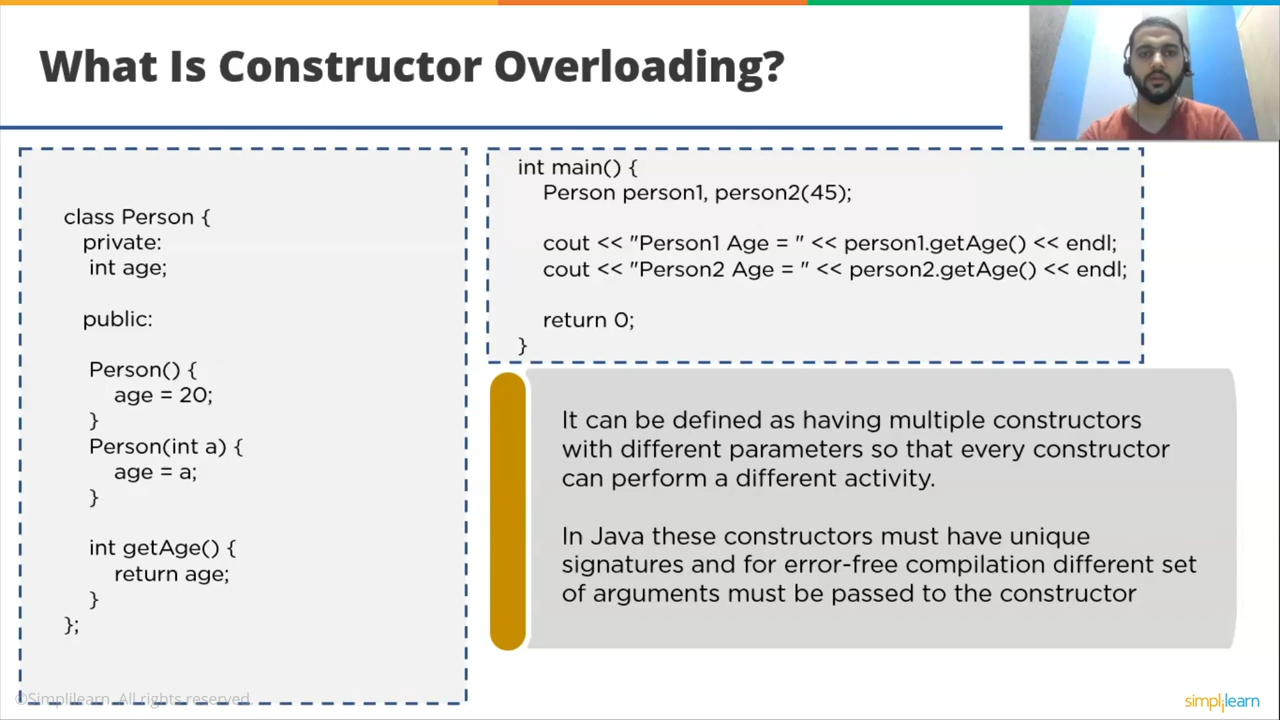 What Is Constructor Overloading?
class Person {
private:
int age;
public:
Person() {
age = 20;
}
Person(int a) {
age = a;
}
int getAge() {
return age;
}
};
int main() {
Person person1, person2(45);
cout << "Person1 Age = " << person1.getAge() << endl;
cout << "Person2 Age = " << person2.getAge() << endl;
return 0;
}
It can be defined as having multiple constructors
with different parameters so that every constructor
can perform a different activity.
In Java these constructors must have unique
signatures and for error-free compilation different set
of arguments must be passed to the constructor
©Simplilearn. All rights reserved.
simplilearn